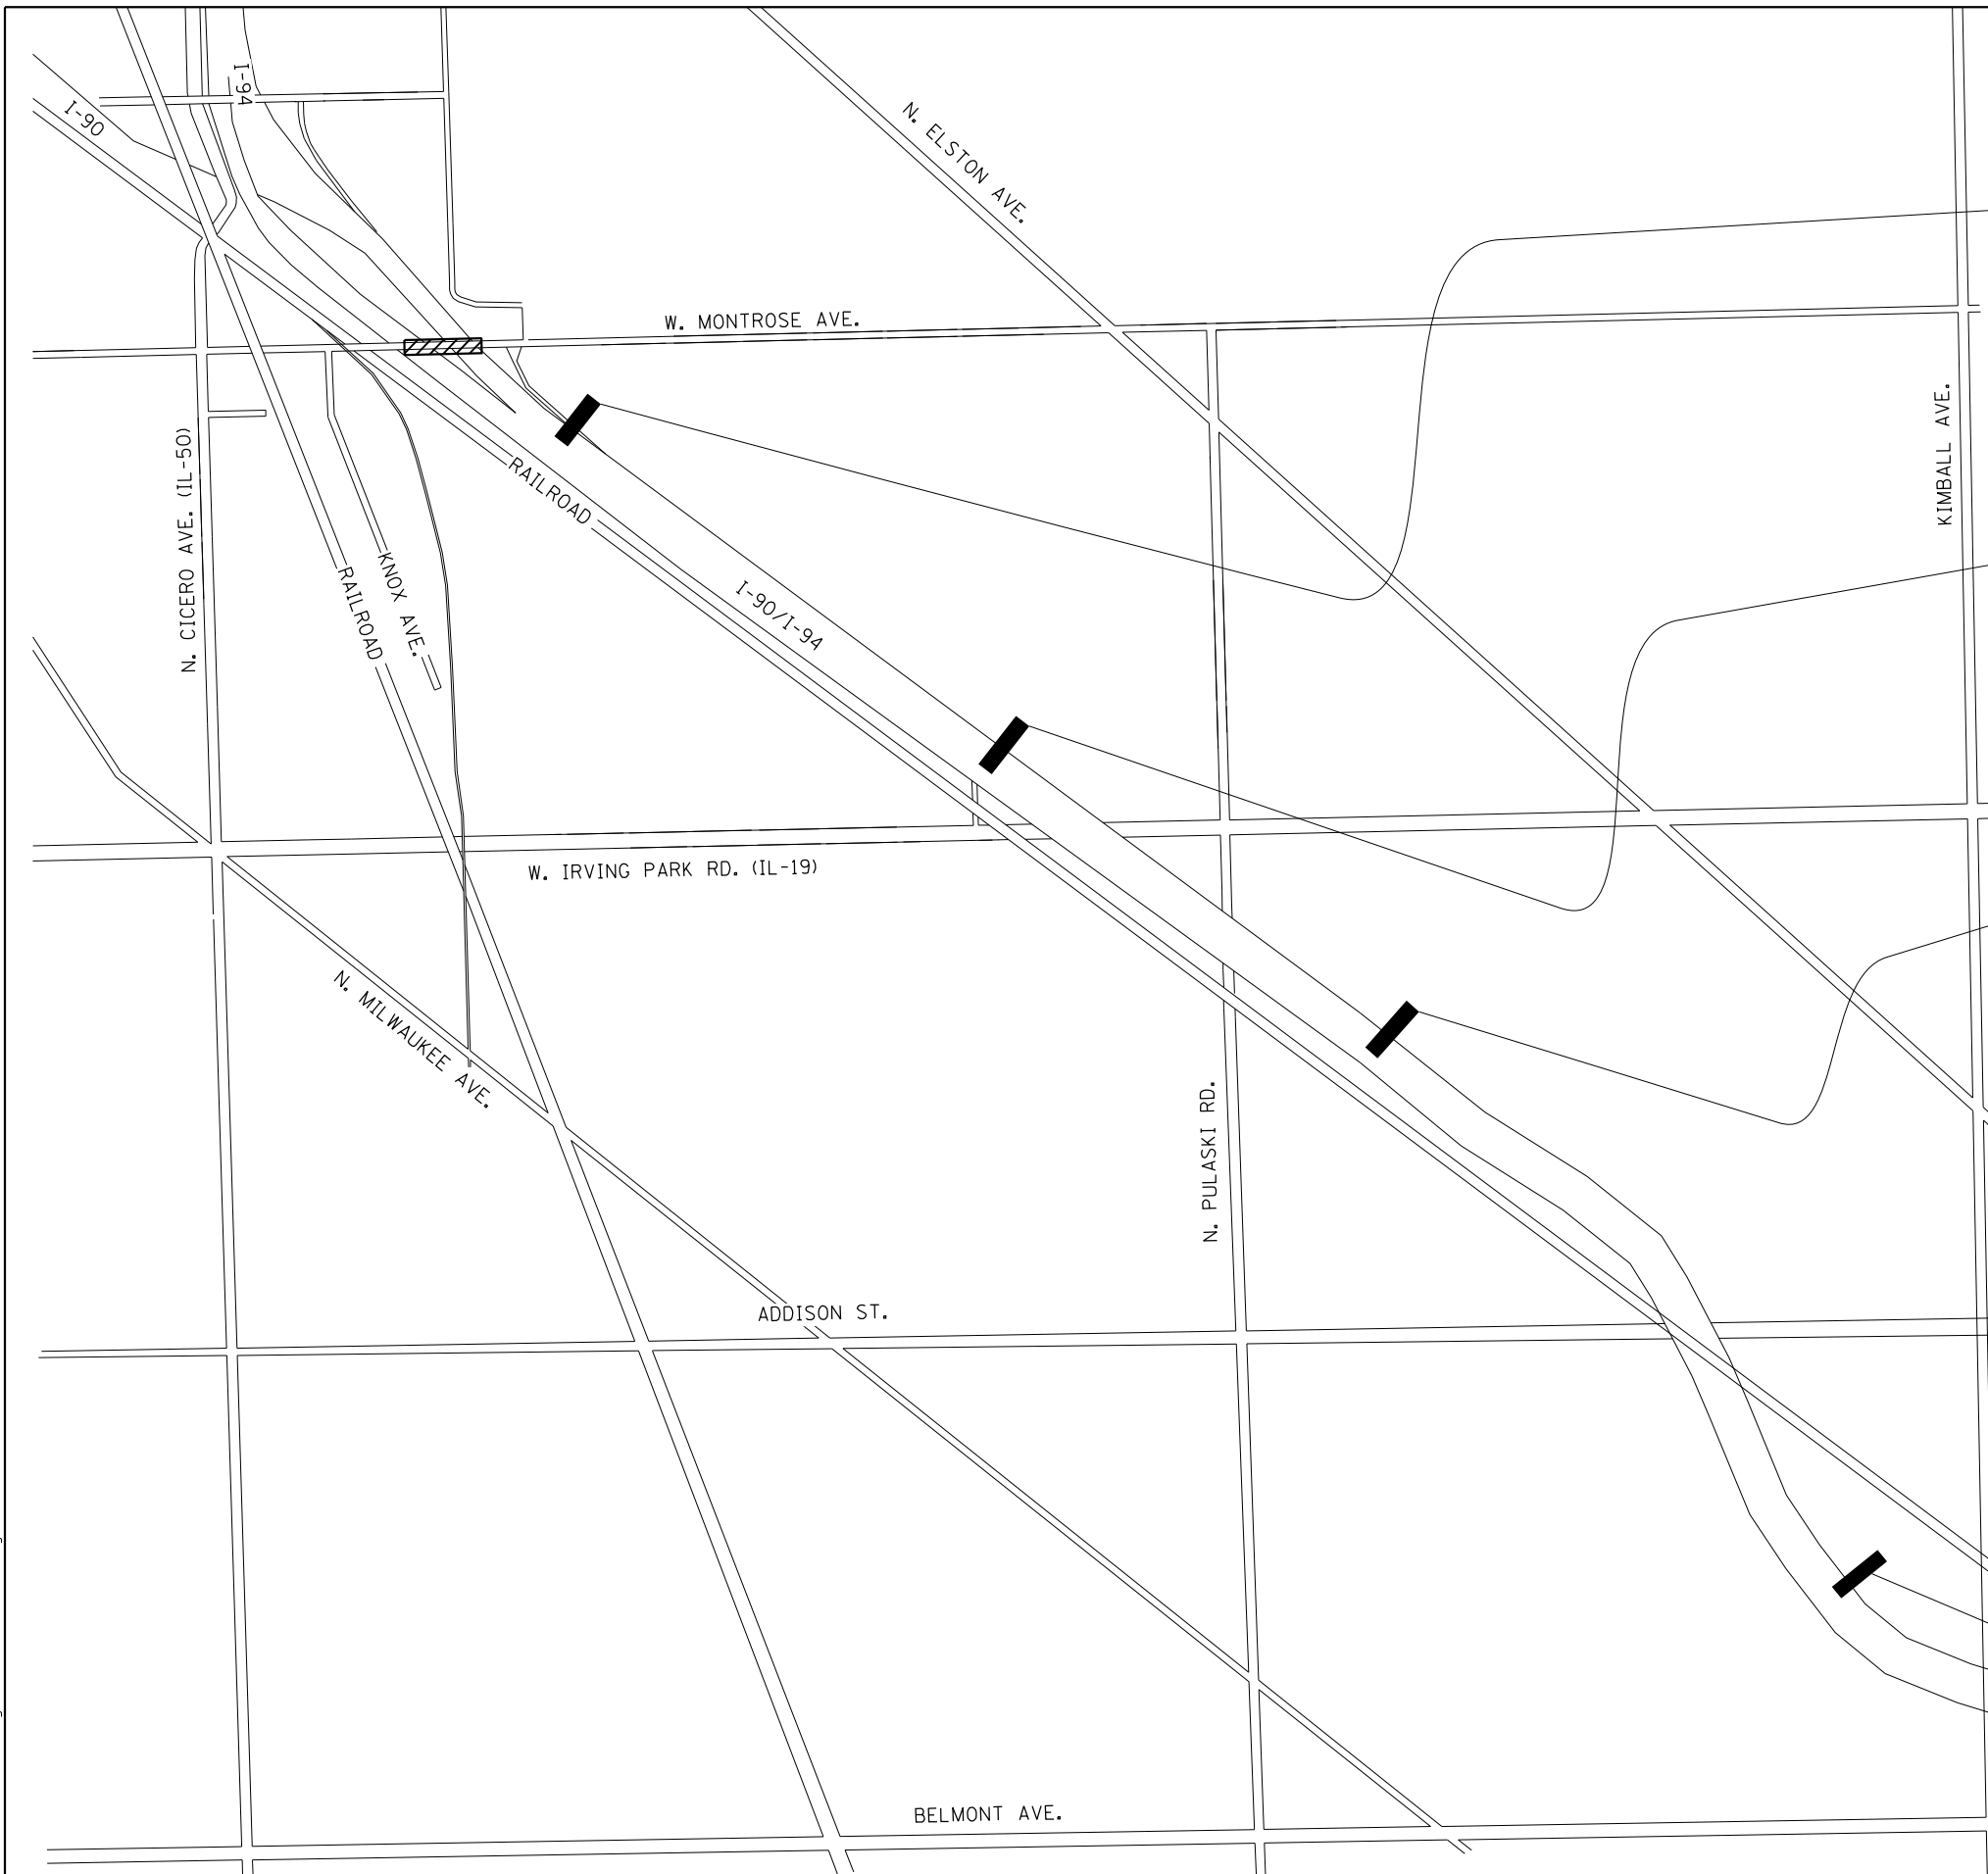 I-94
I-90
N. ELSTON AVE.
W. MONTROSE AVE.
KIMBALL AVE.
N. CICERO AVE. (IL-50)
RAILROAD
KNOX AVE.
RAILROAD
I-90/I-94
W. IRVING PARK RD. (IL-19)
N. MILWAUKEE AVE.
N. PULASKI RD.
ADDISON ST.
BELMONT AVE.